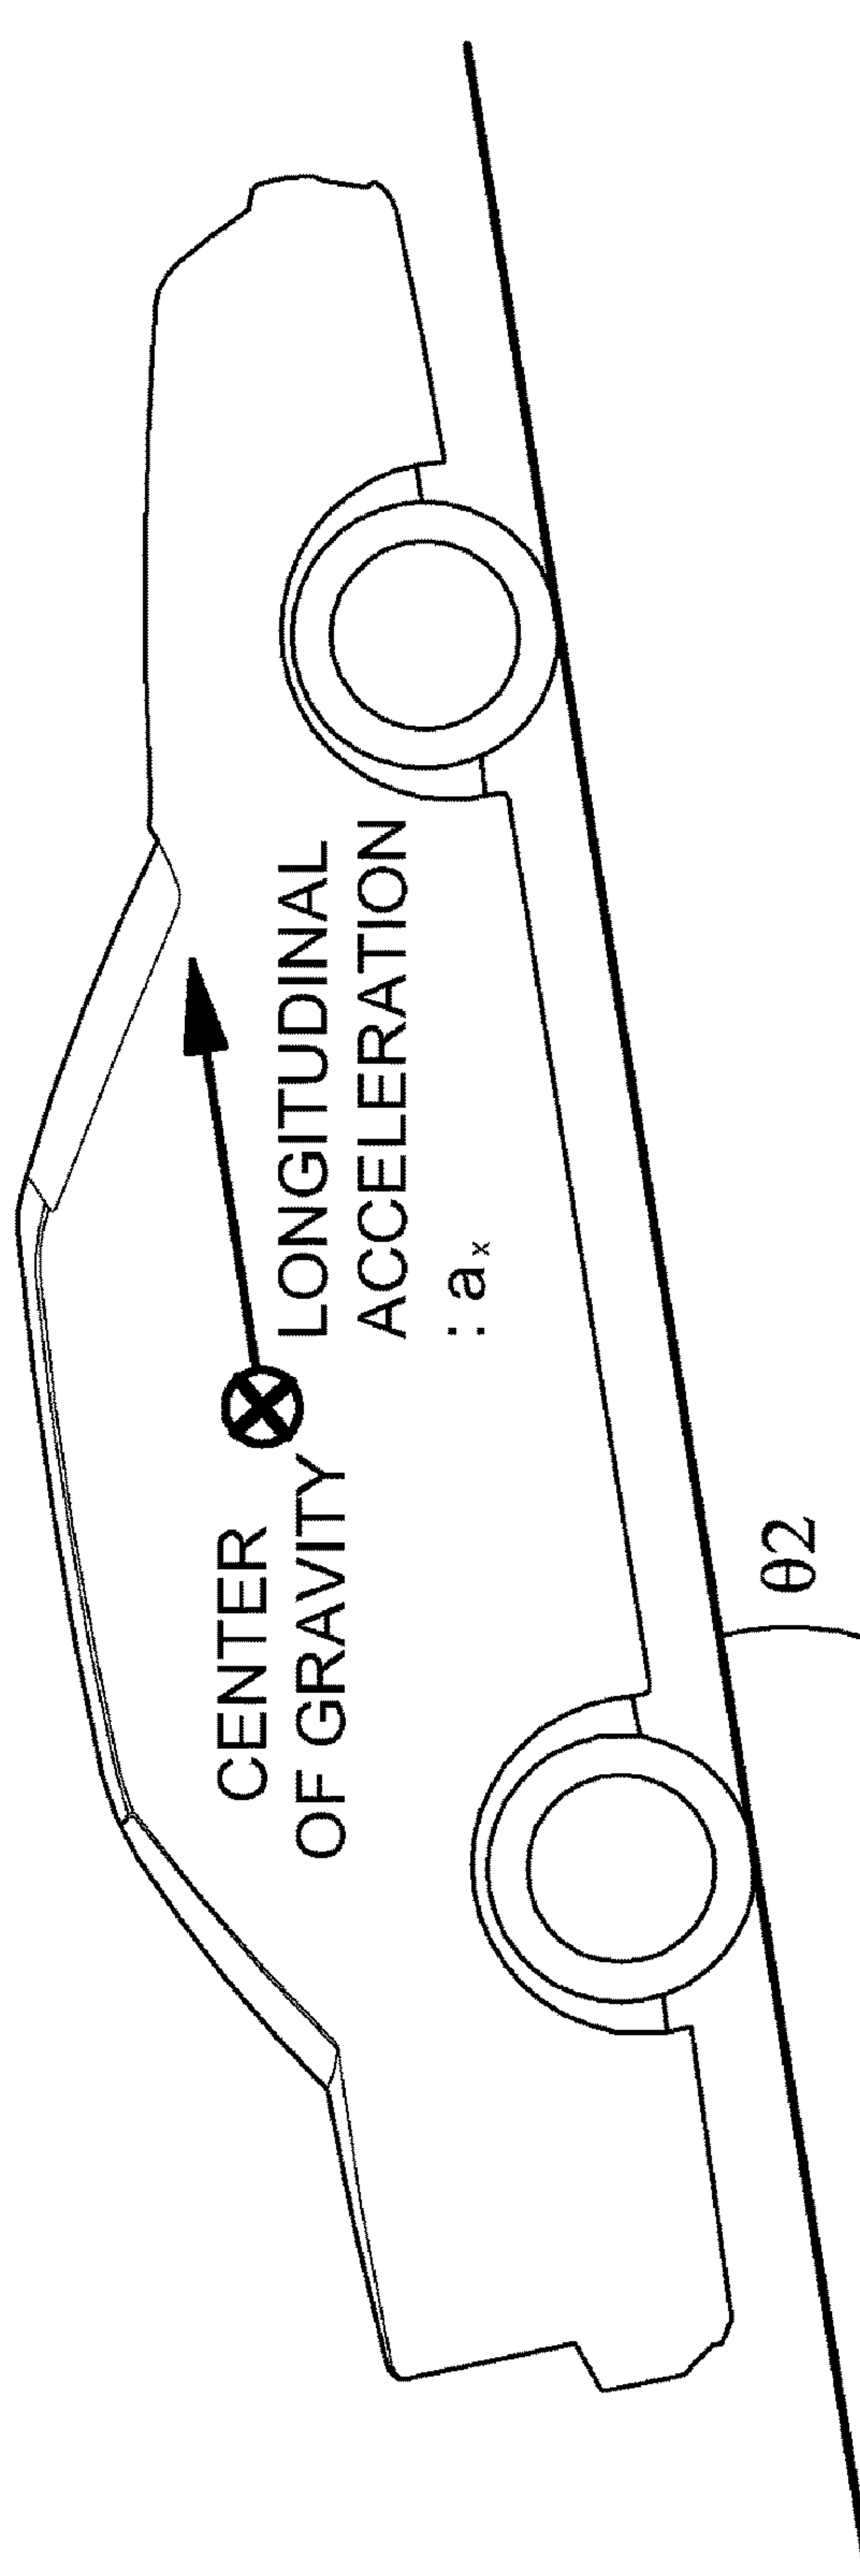 CENTER
OF GRAVITY
LONGITUDINAL
ACCELERATION
: aₓ
θ2